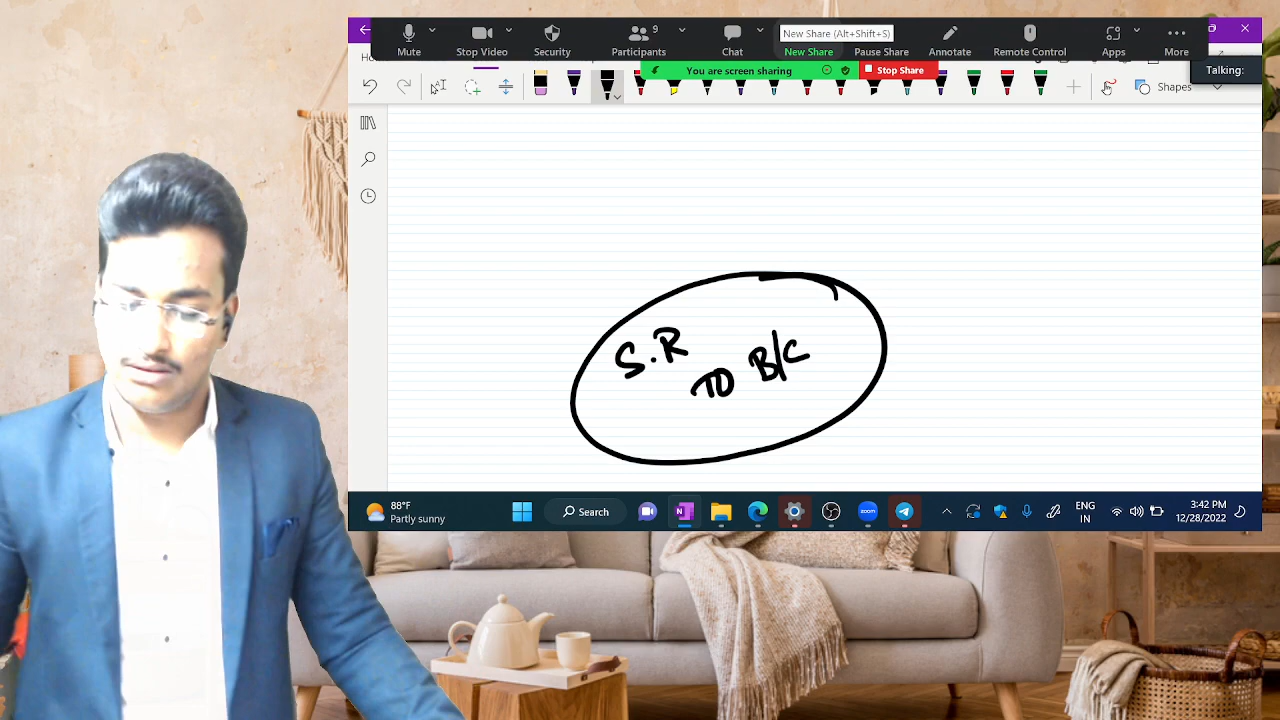 Mute
Stop Video
Security
9
Participants
Chat
New Share (Alt+Shift+S)
New Share
Pause Share
Annotate
Remote Control
Apps
More
You are screen sharing
Stop Share
Talking:
Shapes
S.R
TO B/C
88°F
Partly sunny
Search
zoom
ENG
IN
3:42 PM
12/28/2022